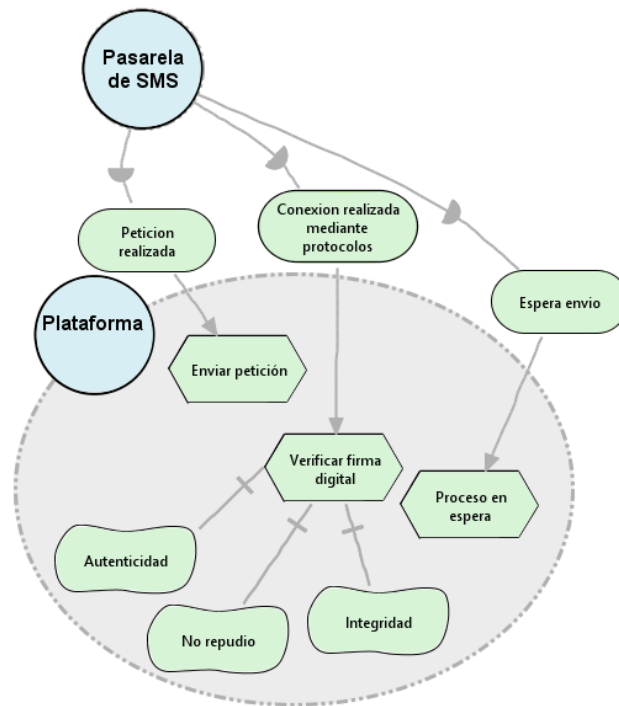 Pasarela
de SMS
Peticion
realizada
Conexion realizada
mediante
protocolos
Espera envio
Plataforma
Enviar petición
Verificar firma
digital
Proceso en
espera
Autenticidad
No repudio
Integridad